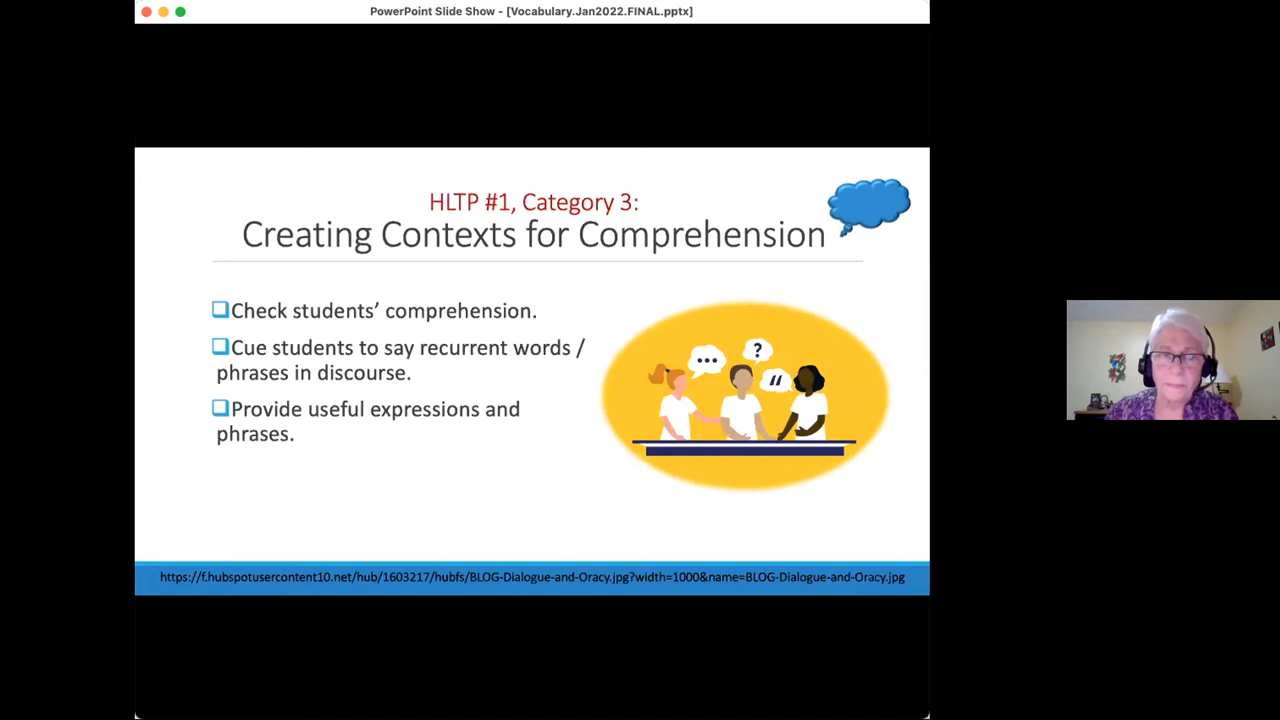 PowerPoint Slide Show - [Vocabulary.Jan2022.FINAL.pptx]
HLTP #1, Category 3:
Creating Contexts for Comprehension
Check students’ comprehension.
Cue students to say recurrent words /
phrases in discourse.
Provide useful expressions and
phrases.
...
?
"
https://f.hubspotusercontent10.net/hub/1603217/hubfs/BLOG-Dialogue-and-Oracy.jpg?width=1000&name=BLOG-Dialogue-and-Oracy.jpg